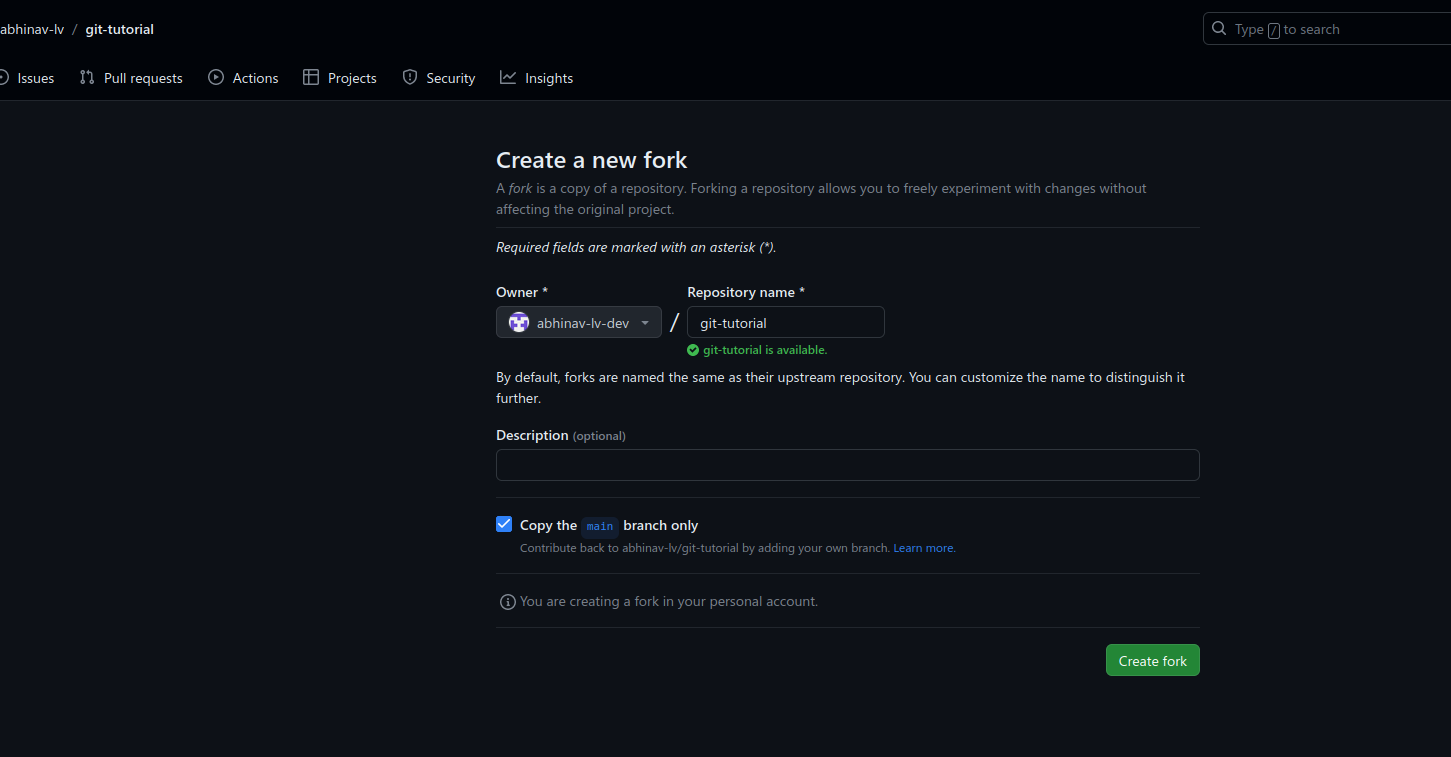 abhinav-lv / git-tutorial
Type / to search
Issues Pull requests Actions Projects Security Insights
Create a new fork
A fork is a copy of a repository. Forking a repository allows you to freely experiment with changes without
affecting the original project.
Required fields are marked with an asterisk (*).
Owner * Repository name *
abhinav-lv-dev / git-tutorial
git-tutorial is available.
By default, forks are named the same as their upstream repository. You can customize the name to distinguish it
further.
Description (optional)
Copy the main branch only
Contribute back to abhinav-lv/git-tutorial by adding your own branch. Learn more.
You are creating a fork in your personal account.
Create fork